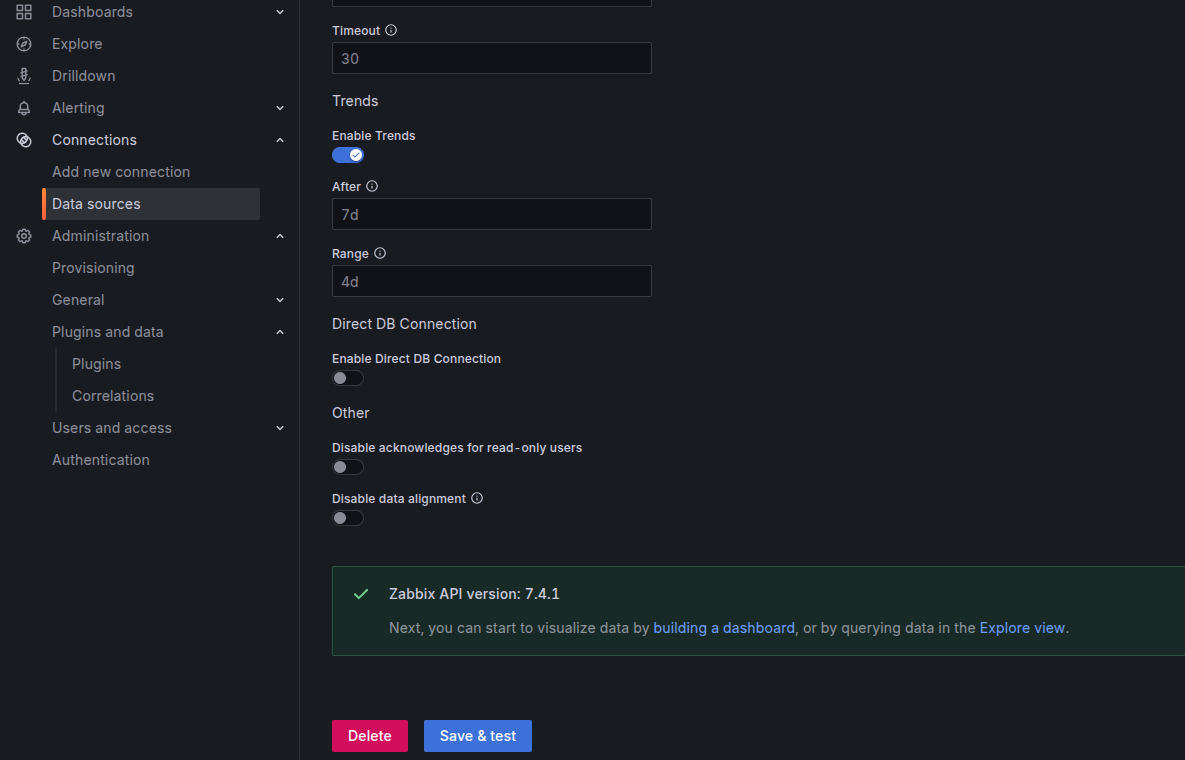 Dashboards
Explore
Drilldown
Alerting
Connections
Add new connection
Data sources
Administration
Provisioning
General
Plugins and data
Plugins
Correlations
Users and access
Authentication
Timeout
30
Trends
Enable Trends
After
7d
Range
4d
Direct DB Connection
Enable Direct DB Connection
Other
Disable acknowledges for read-only users
Disable data alignment
Zabbix API version: 7.4.1
Next, you can start to visualize data by building a dashboard, or by querying data in the Explore view.
Delete
Save & test